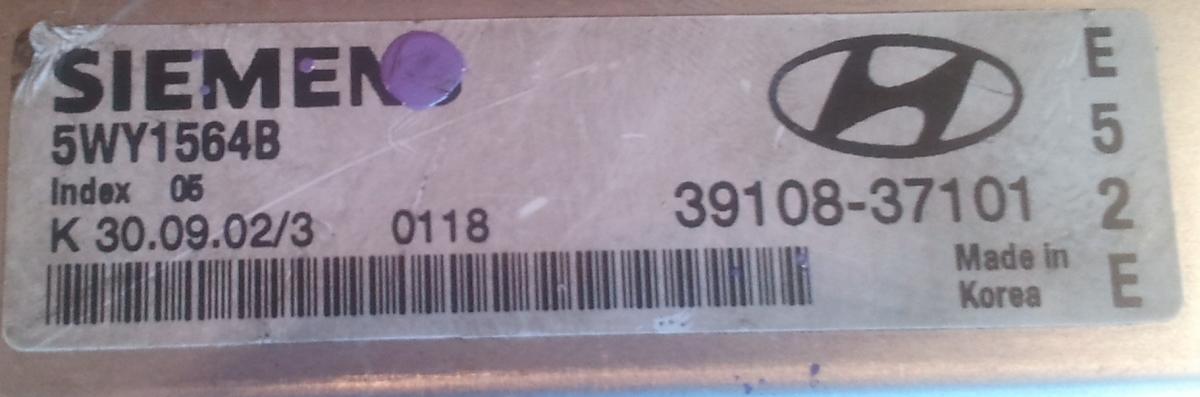 SIEMENS
5WY1564B
Index 05
K 30.09.02/3 0118
39108-37101
Made in
Korea
E
5
2
E